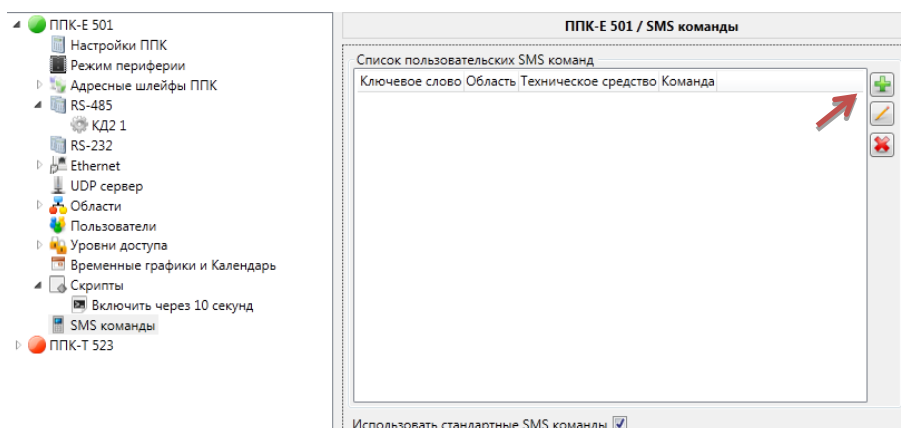 ППК-Е 501
Настройки ППК
Режим периферии
Адресные шлейфы ППК
RS-485
КД2 1
RS-232
Ethernet
UDP сервер
Области
Пользователи
Уровни доступа
Временные графики и Календарь
Скрипты
Включить через 10 секунд
SMS команды
ППК-Т 523
ППК-Е 501 / SMS команды
Список пользовательских SMS команд
Ключевое слово Область Техническое средство Команда
Использовать стандартные SMS команды